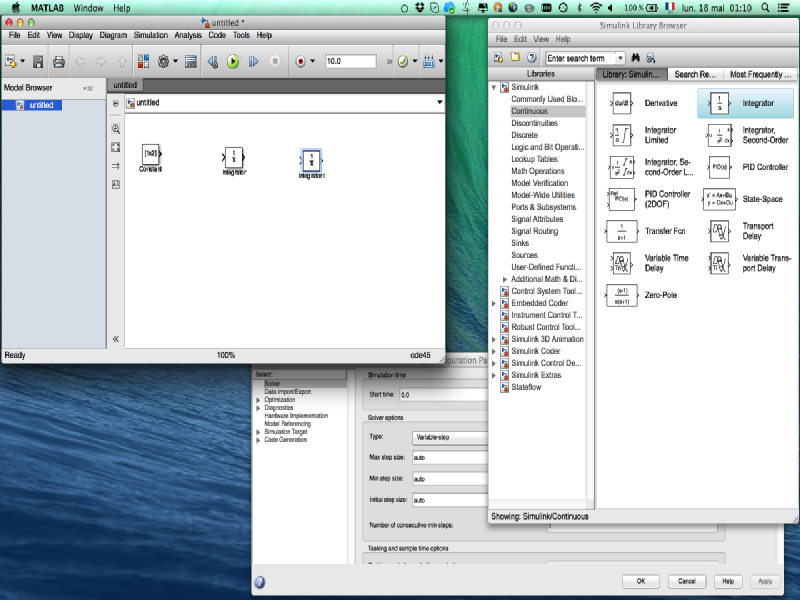 MATLAB Window Help
100% lun. 18 mai 01:10
untitled *
File Edit View Display Diagram Simulation Analysis Code Tools Help
10.0
Model Browser
untitled
untitled
untitled
[1x2]
Constant
1
s
Integrator
1
s
Integrator1
Ready 100% ode45
Simulink Library Browser
File Edit View Help
Enter search term
Libraries
Library: Simulin...
Search Re...
Most Frequently ...
Simulink
Commonly Used Blo...
Continuous
Discontinuities
Discrete
Logic and Bit Operati...
Lookup Tables
Math Operations
Model Verification
Model-Wide Utilities
Ports & Subsystems
Signal Attributes
Signal Routing
Sinks
Sources
User-Defined Functi...
Additional Math & Di...
Control System Tool...
Embedded Coder
Instrument Control T...
Robust Control Tool...
Simulink 3D Animation
Simulink Coder
Simulink Control De...
Simulink Extras
Stateflow
du/dt
Derivative
1
s
Integrator
Integrator
Limited
Integrator,
Second-Order
Integrator, Se-
cond-Order L...
PID(s)
PID Controller
PID(s)
PID Controller
(2DOF)
x' = Ax+Bu
y = Cx+Du
State-Space
1
s+1
Transfer Fcn
Transport
Delay
Variable Time
Delay
Variable Trans-
port Delay
(s-1)
s(s+1)
Zero-Pole
Showing: Simulink/Continuous
Select:
Solver
Data Import/Export
Optimization
Diagnostics
Hardware Implementation
Model Referencing
Simulation Target
Code Generation
Simulation time
Start time: 0.0
Solver options
Type: Variable-step
Max step size: auto
Min step size: auto
Initial step size: auto
Number of consecutive min steps:
Tasking and sample time options
OK Cancel Help Apply